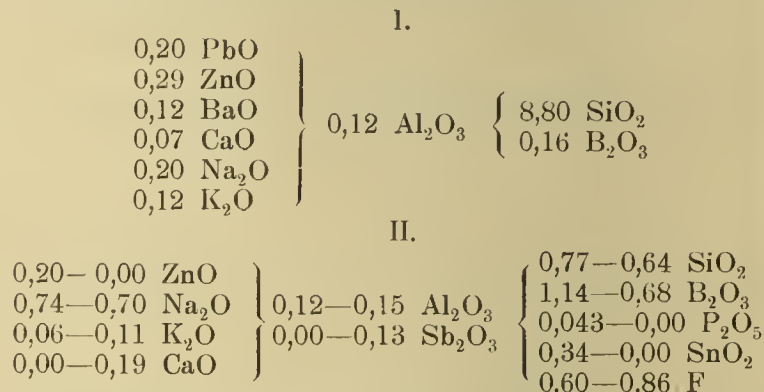 I.
0,20 PbO
0,29 ZnO
0,12 BaO
0,07 CaO
0,20 Na₂O
0,12 K₂O
0,12 Al₂O₃
8,80 SiO₂
0,16 B₂O₃
II.
0,20—0,00 ZnO
0,74—0,70 Na₂O
0,06—0,11 K₂O
0,00—0,19 CaO
0,12—0,15 Al₂O₃
0,00—0,13 Sb₂O₃
0,77—0,64 SiO₂
1,14—0,68 B₂O₃
0,043—0,00 P₂O₅
0,34—0,00 SnO₂
0,60—0,86 F